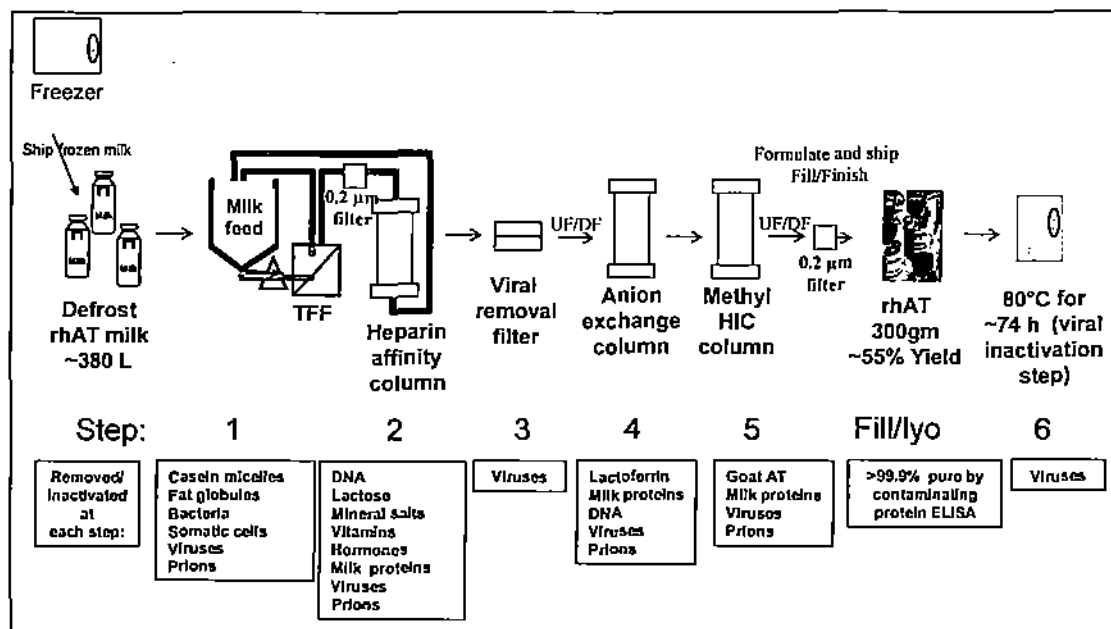 Freezer
Ship frozen milk
Milk
feed
0.2 µm
filter
TFF
Heparin
affinity
column
Defrost
rhAT milk
~380 L
Viral
removal
filter
UF/DF
Anion
exchange
column
Methyl
HIC
column
UF/DF
Formulate and ship
Fill/Finish
0.2 µm
filter
rhAT
300gm
~55% Yield
80°C for
~74 h (viral
inactivation
step)
Step: 1 2 3 4 5 Fill/lyo 6
Removed/
Inactivated
at
each step:
Casein micelles
Fat globules
Bacteria
Somatic cells
Viruses
Prions
DNA
Lactose
Mineral salts
Vitamins
Hormones
Milk proteins
Viruses
Prions
Viruses
Lactoferrin
Milk proteins
DNA
Viruses
Prions
Goat AT
Milk proteins
Viruses
Prions
>99.9% pure by
contaminating
protein ELISA
Viruses